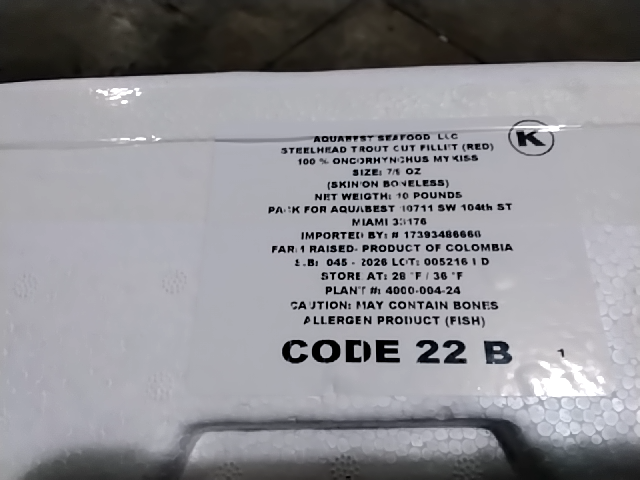 AQUABEST SEAFOOD LLC
K
STEELHEAD TROUT CUT FILLET (RED)
100 % ONCORHYNCHUS MYKISS
SIZE: 7/9 OZ
(SKIN ON BONELESS)
NET WEIGTH: 10 POUNDS
PACK FOR AQUABEST 10711 SW 104th ST
MIAMI 33176
IMPORTED BY: # 17393486668
FARM RAISED- PRODUCT OF COLOMBIA
045 - 2026 LOT: 005216
STORE AT: 28 °F / 36 °F
PLANT #: 4000-004-24
CAUTION: MAY CONTAIN BONES
ALLERGEN PRODUCT (FISH)
CODE 22 B
1